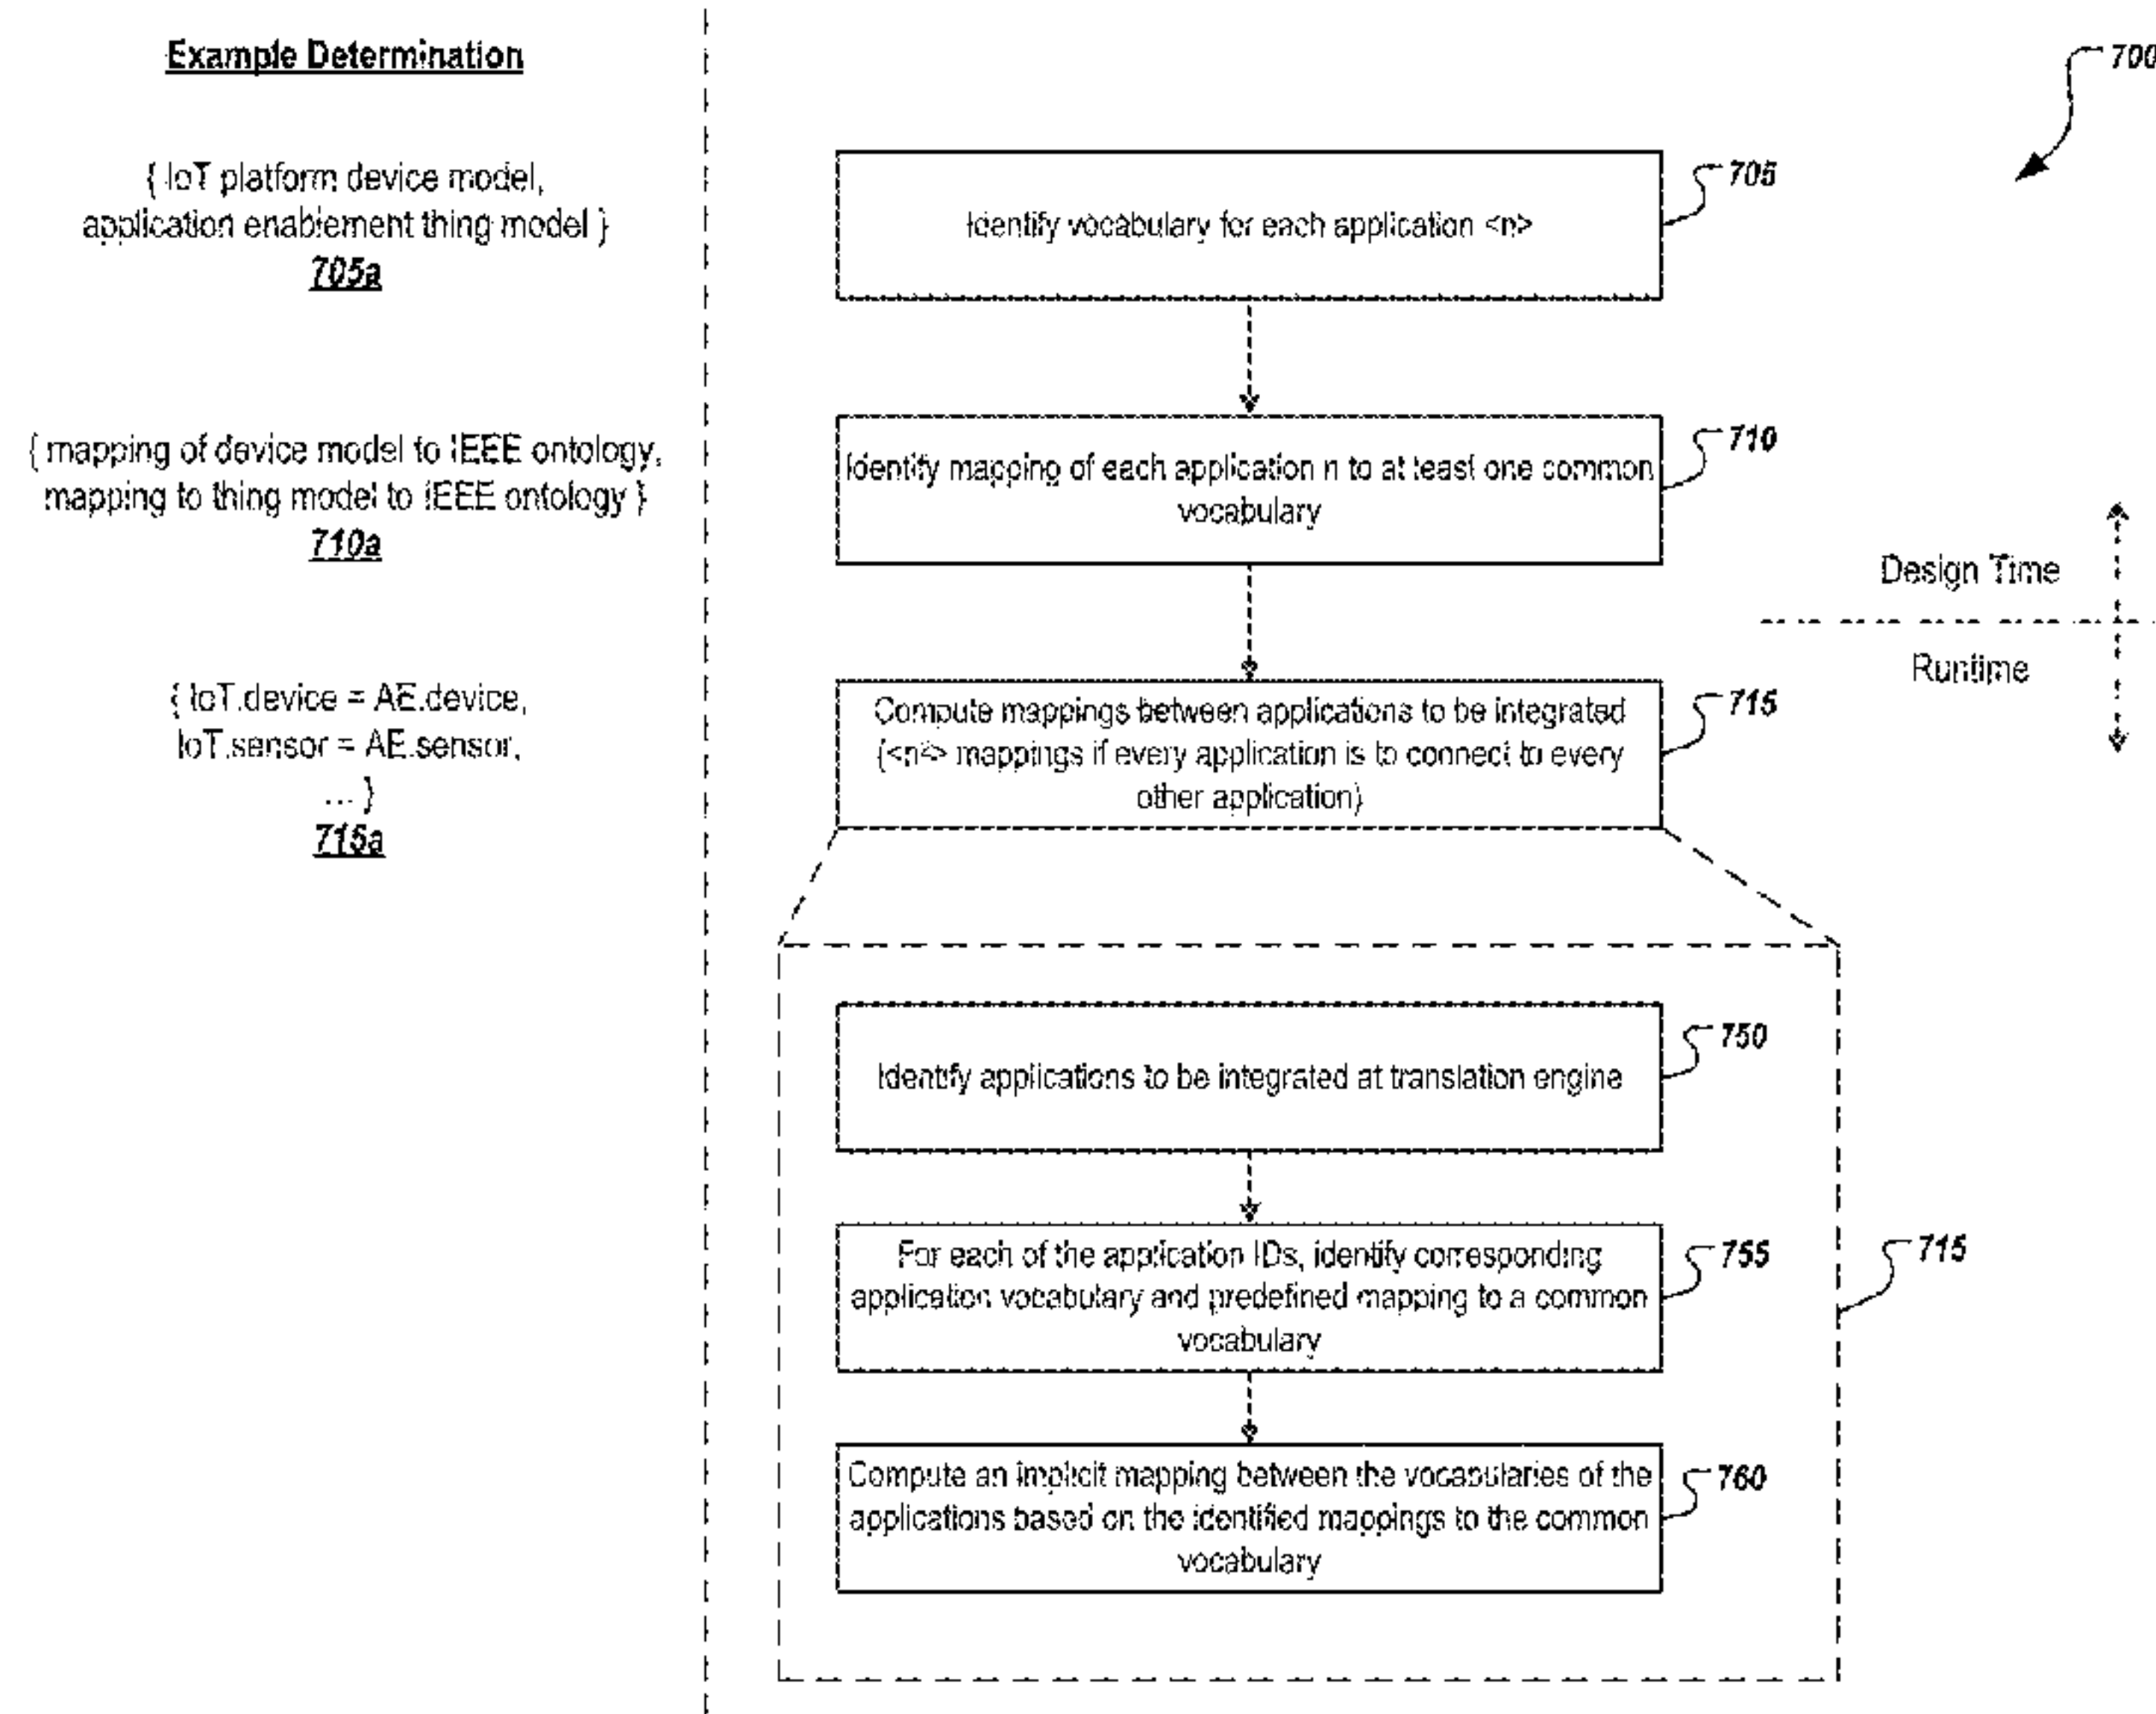 Example Determination
{ IoT platform device model,
application enablement thing model }
705a
{ mapping of device model to IEEE ontology,
mapping to thing model to IEEE ontology }
710a
{ IoT.device = AE.device,
IoT.sensor = AE.sensor,
... }
715a
700
Identify vocabulary for each application <n>
705
Identify mapping of each application n to at least one common
vocabulary
710
Design Time
Runtime
Compute mappings between applications to be integrated
(<n²> mappings if every application is to connect to every
other application)
715
Identify applications to be integrated at translation engine
750
For each of the application IDs, identify corresponding
application vocabulary and predefined mapping to a common
vocabulary
755
715
Compute an implicit mapping between the vocabularies of the
applications based on the identified mappings to the common
vocabulary
760